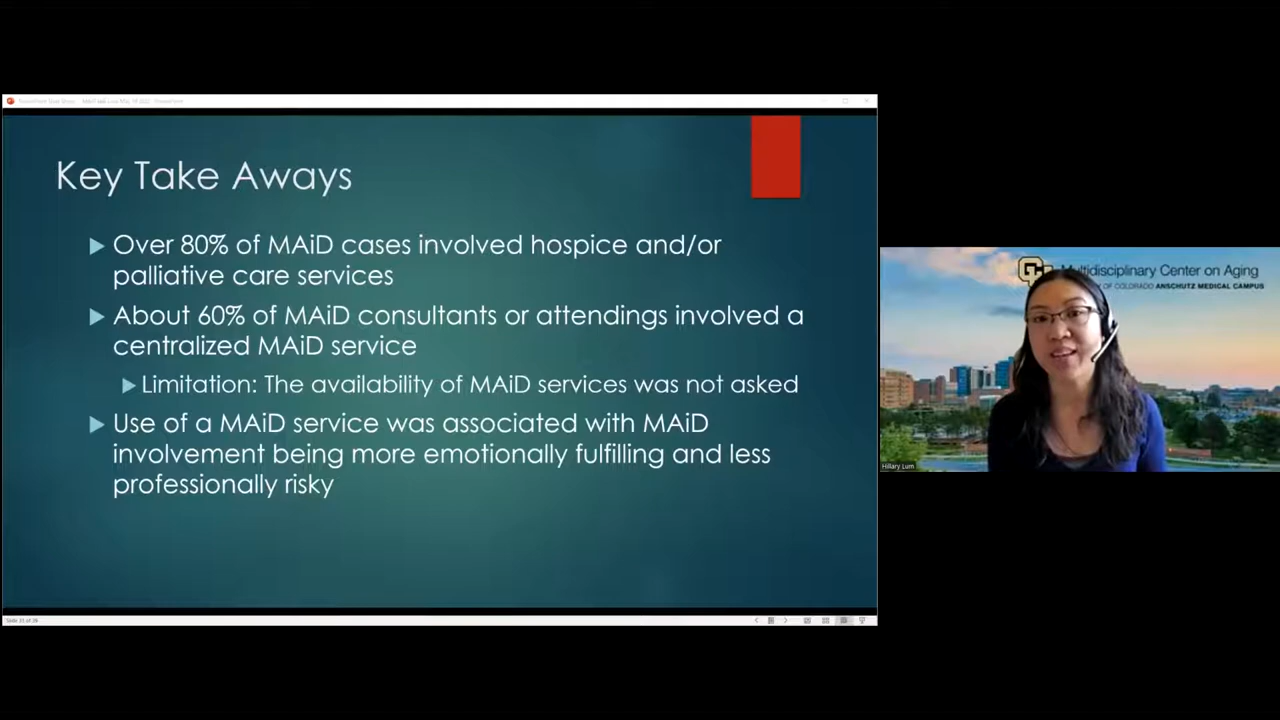 Key Take Aways
Over 80% of MAiD cases involved hospice and/or
palliative care services
About 60% of MAiD consultants or attendings involved a
centralized MAiD service
Limitation: The availability of MAiD services was not asked
Use of a MAiD service was associated with MAiD
involvement being more emotionally fulfilling and less
professionally risky
Multidisciplinary Center on Aging
OF COLORADO ANSCHUTZ MEDICAL CAMPUS
Hillary Lum